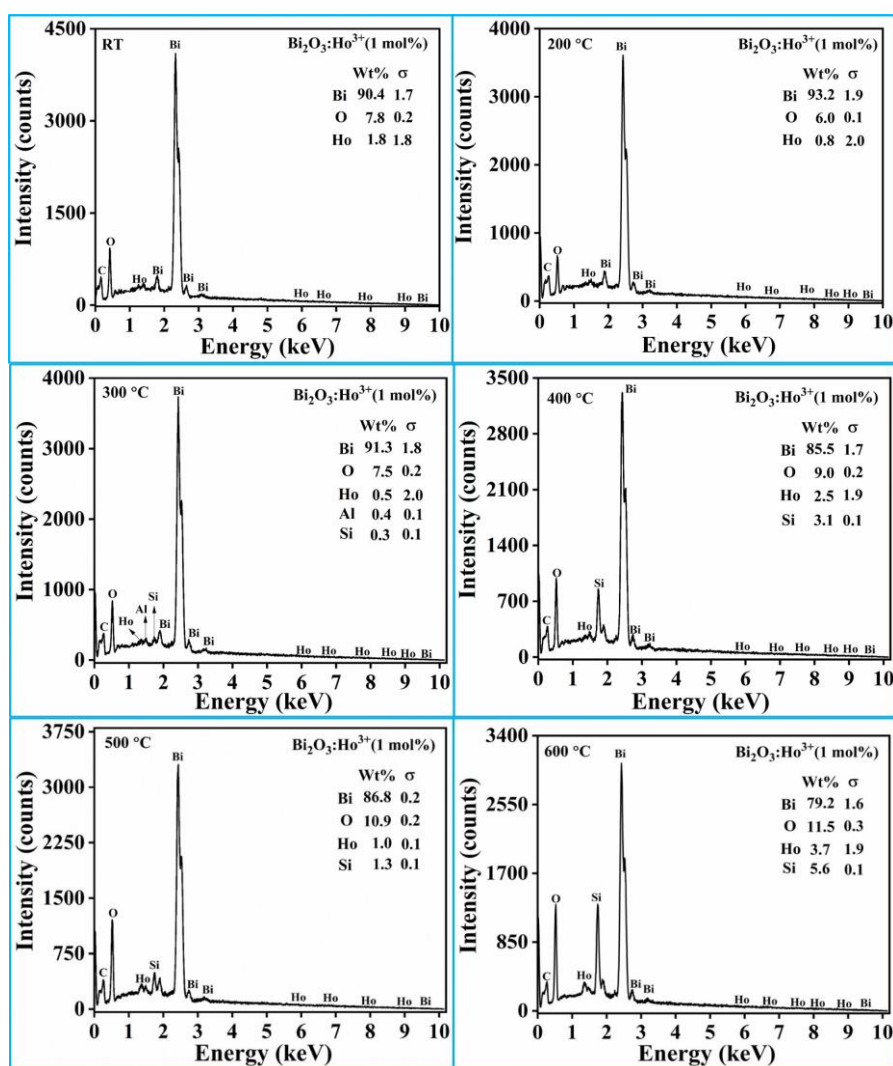 RT
Bi₂O₃:Ho³⁺(1 mol%)
Wt% σ
Bi 90.4 1.7
O 7.8 0.2
Ho 1.8 1.8
Intensity (counts)
4500
3000
1500
0
C
O
Ho
Bi
Bi
Bi
Bi
Ho
Ho
Ho
Ho
Bi
0 1 2 3 4 5 6 7 8 9 10
Energy (keV)
200 °C
Bi₂O₃:Ho³⁺(1 mol%)
Wt% σ
Bi 93.2 1.9
O 6.0 0.1
Ho 0.8 2.0
Intensity (counts)
4000
3000
2000
1000
0
C
O
Ho
Bi
Bi
Bi
Bi
Ho
Ho
Ho
Ho
Ho
Bi
0 1 2 3 4 5 6 7 8 9 10
Energy (keV)
300 °C
Bi₂O₃:Ho³⁺(1 mol%)
Wt% σ
Bi 91.3 1.8
O 7.5 0.2
Ho 0.5 2.0
Al 0.4 0.1
Si 0.3 0.1
Intensity (counts)
4000
3000
2000
1000
0
C
O
Ho
Al
Si
Bi
Bi
Bi
Bi
Ho
Ho
Ho
Ho
Ho
Bi
0 1 2 3 4 5 6 7 8 9 10
Energy (keV)
400 °C
Bi₂O₃:Ho³⁺(1 mol%)
Wt% σ
Bi 85.5 1.7
O 9.0 0.2
Ho 2.5 1.9
Si 3.1 0.1
Intensity (counts)
3500
2800
2100
1400
700
0
C
O
Ho
Si
Bi
Bi
Bi
Ho
Ho
Ho
Ho
Ho
Bi
0 1 2 3 4 5 6 7 8 9 10
Energy (keV)
500 °C
Bi₂O₃:Ho³⁺(1 mol%)
Wt% σ
Bi 86.8 0.2
O 10.9 0.2
Ho 1.0 0.1
Si 1.3 0.1
Intensity (counts)
3750
3000
2250
1500
750
0
C
O
Ho
Si
Bi
Bi
Bi
Ho
Ho
Ho
Ho
Bi
0 1 2 3 4 5 6 7 8 9 10
Energy (keV)
600 °C
Bi₂O₃:Ho³⁺(1 mol%)
Wt% σ
Bi 79.2 1.6
O 11.5 0.3
Ho 3.7 1.9
Si 5.6 0.1
Intensity (counts)
3400
2550
1700
850
0
C
O
Ho
Si
Bi
Bi
Bi
Ho
Ho
Ho
Ho
Ho
Bi
0 1 2 3 4 5 6 7 8 9 10
Energy (keV)